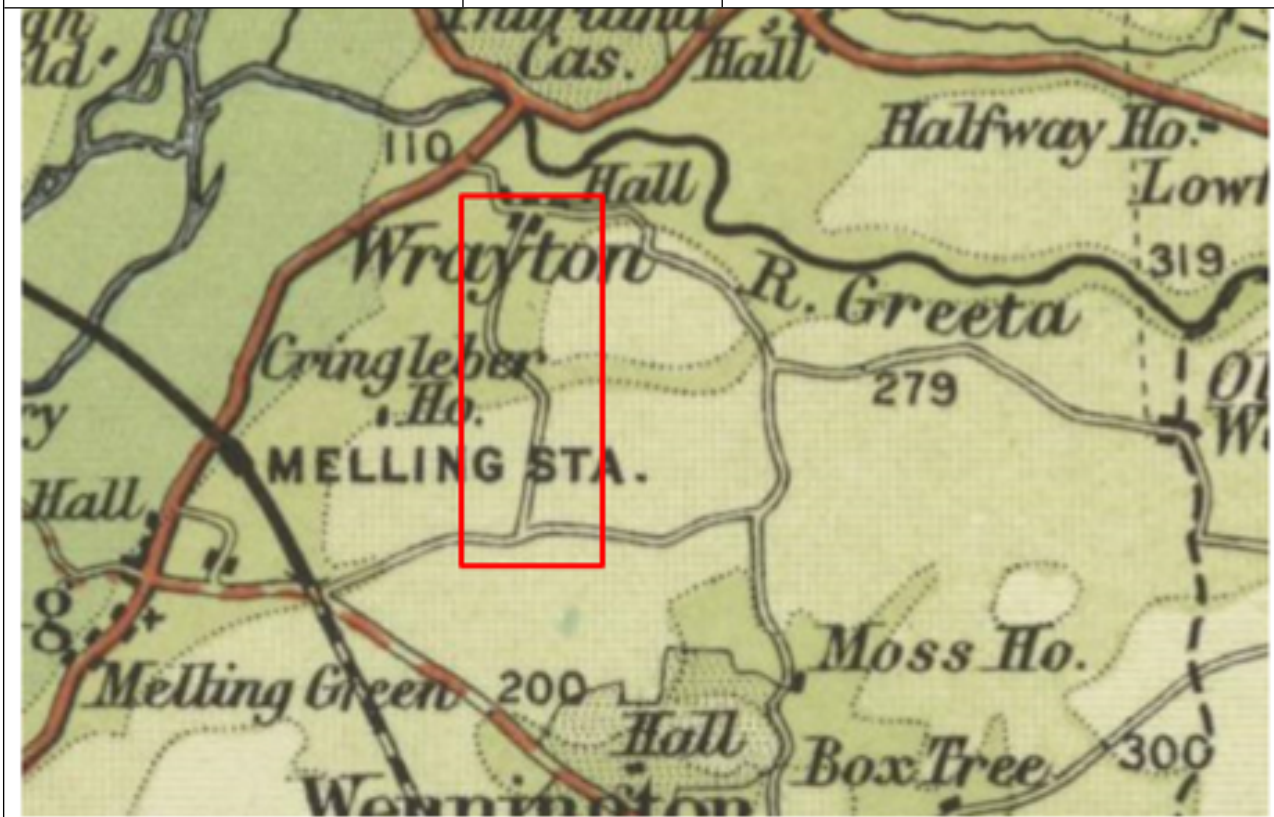 Cas.
Hall
Halfway Ho.
110
Hall
Wrayton
319
R. Greeta
Cringleber
Ho.
279
MELLING STA.
Hall
Moss Ho.
Melling Green
200
Hall
Box Tree
300
Wennington